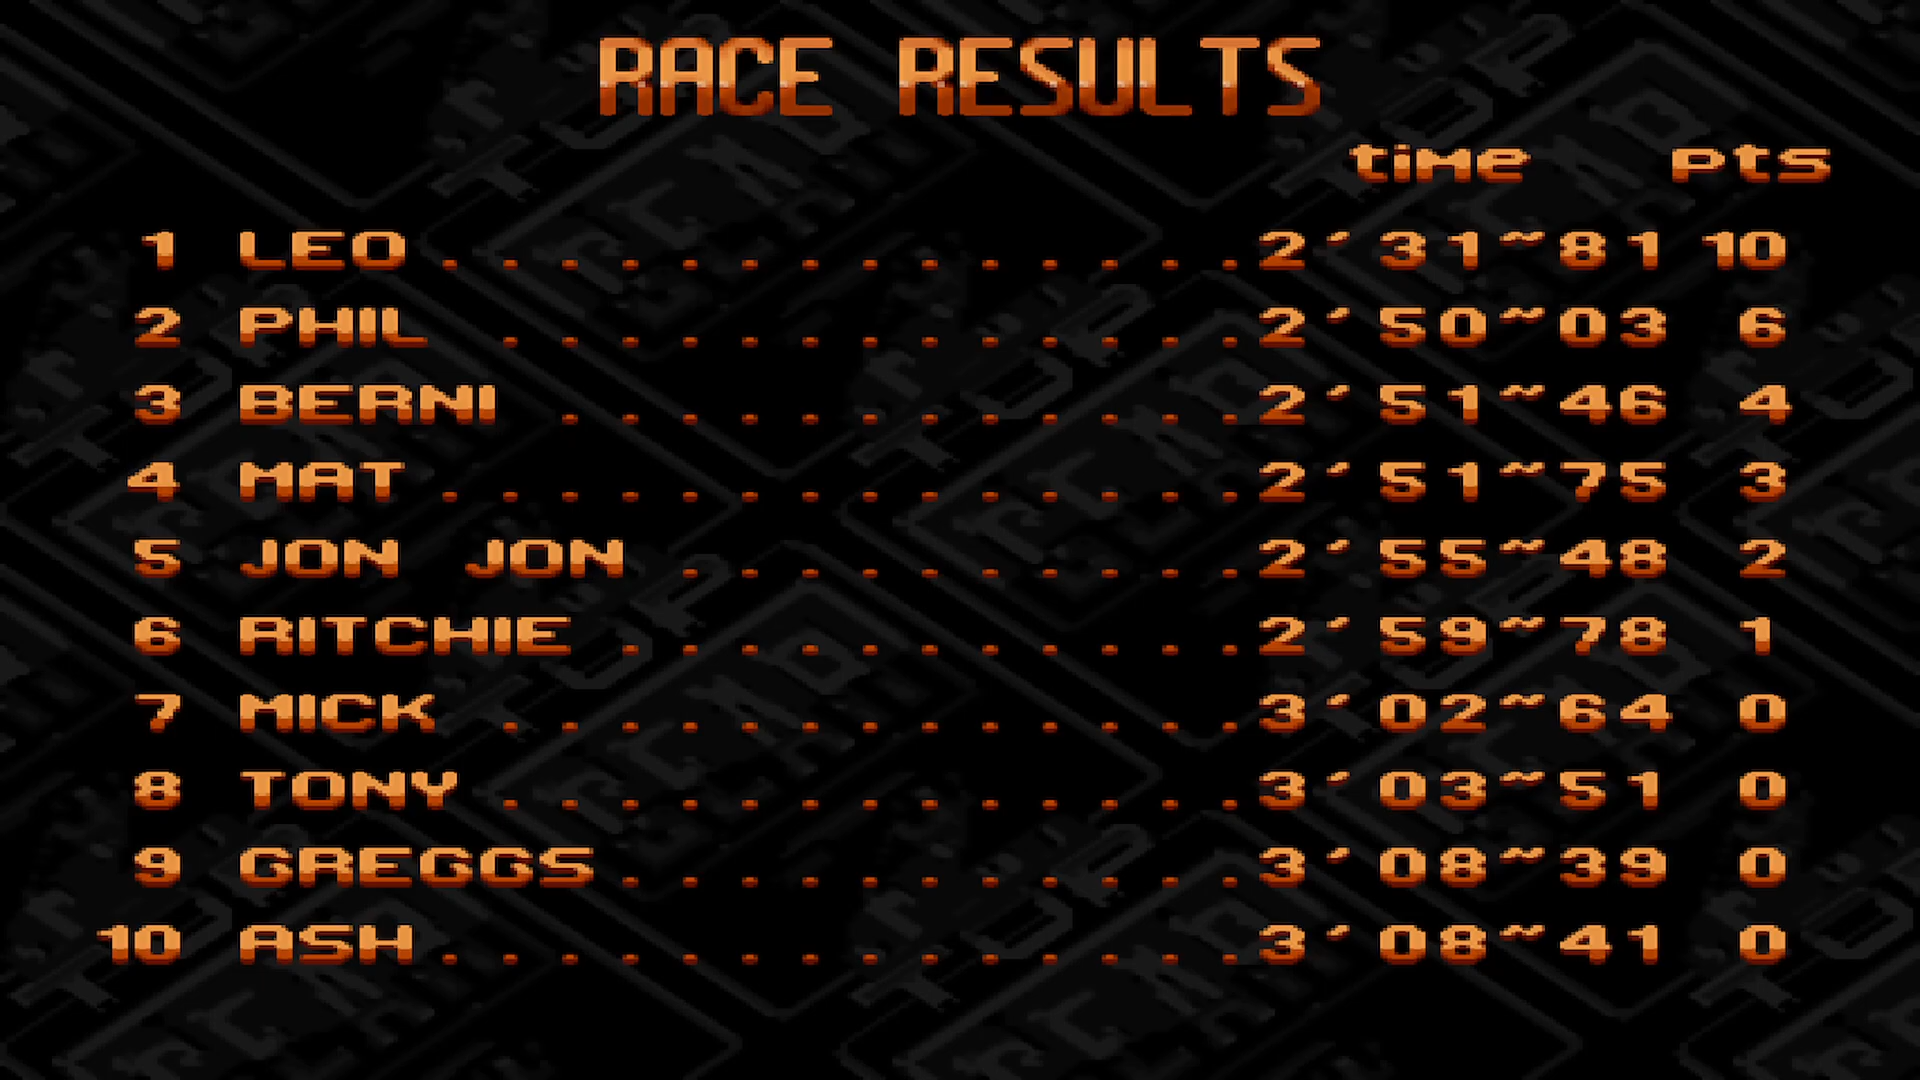 RACE RESULTS
time pts
1 LEO..............2'31~81 10
2 PHIL .............2'50~03 6
3 BERNI ............2'51~46 4
4 MAT..............2'51~75 3
5 JON JON ..........2'55~48 2
6 RITCHIE ...........2'59~78 1
7 MICK .............3'02~64 0
8 TONY .............3'03~51 0
9 GREGGS...........3'08~39 0
10 ASH..............3'08~41 0